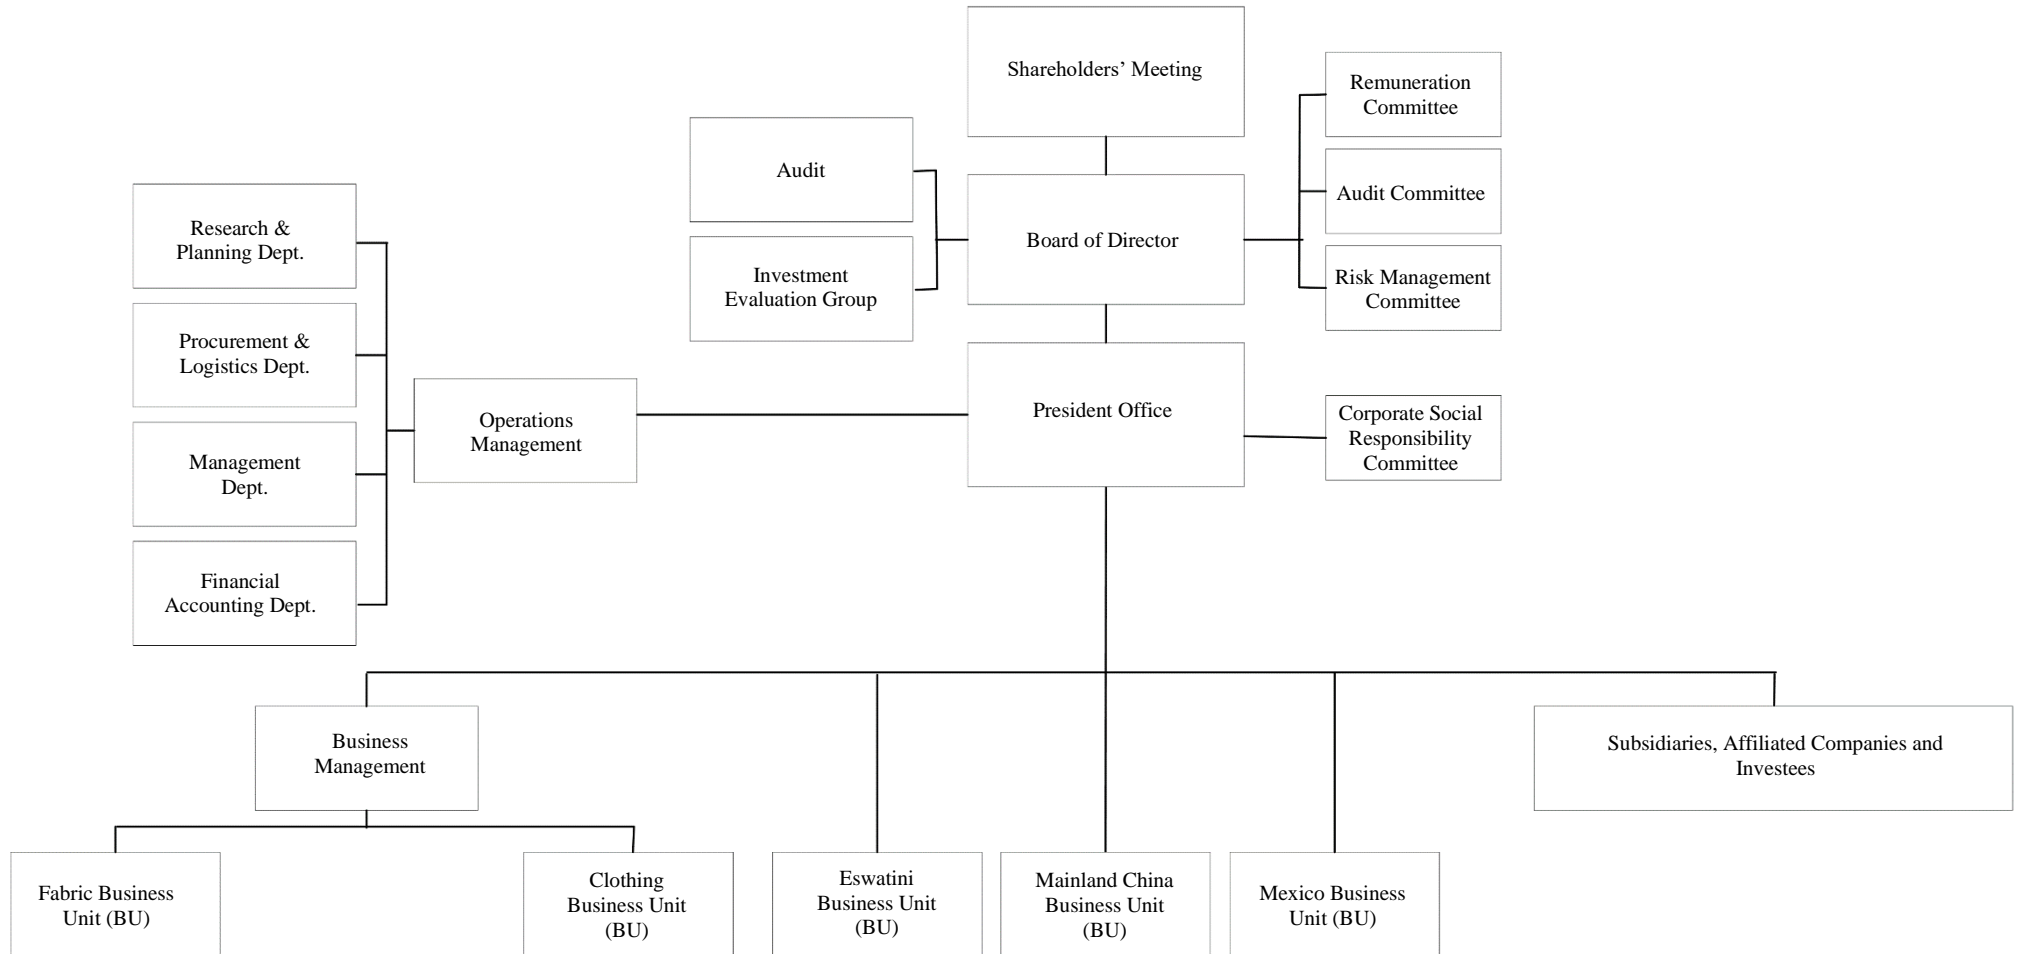 Shareholders’ Meeting
Remuneration
Committee
Audit
Audit Committee
Board of Director
Investment
Evaluation Group
Risk Management
Committee
Research &
Planning Dept.
Procurement &
Logistics Dept.
Management
Dept.
Financial
Accounting Dept.
Operations
Management
President Office
Corporate Social
Responsibility
Committee
Business
Management
Subsidiaries, Affiliated Companies and
Investees
Fabric Business
Unit (BU)
Clothing
Business Unit
(BU)
Eswatini
Business Unit
(BU)
Mainland China
Business Unit
(BU)
Mexico Business
Unit (BU)